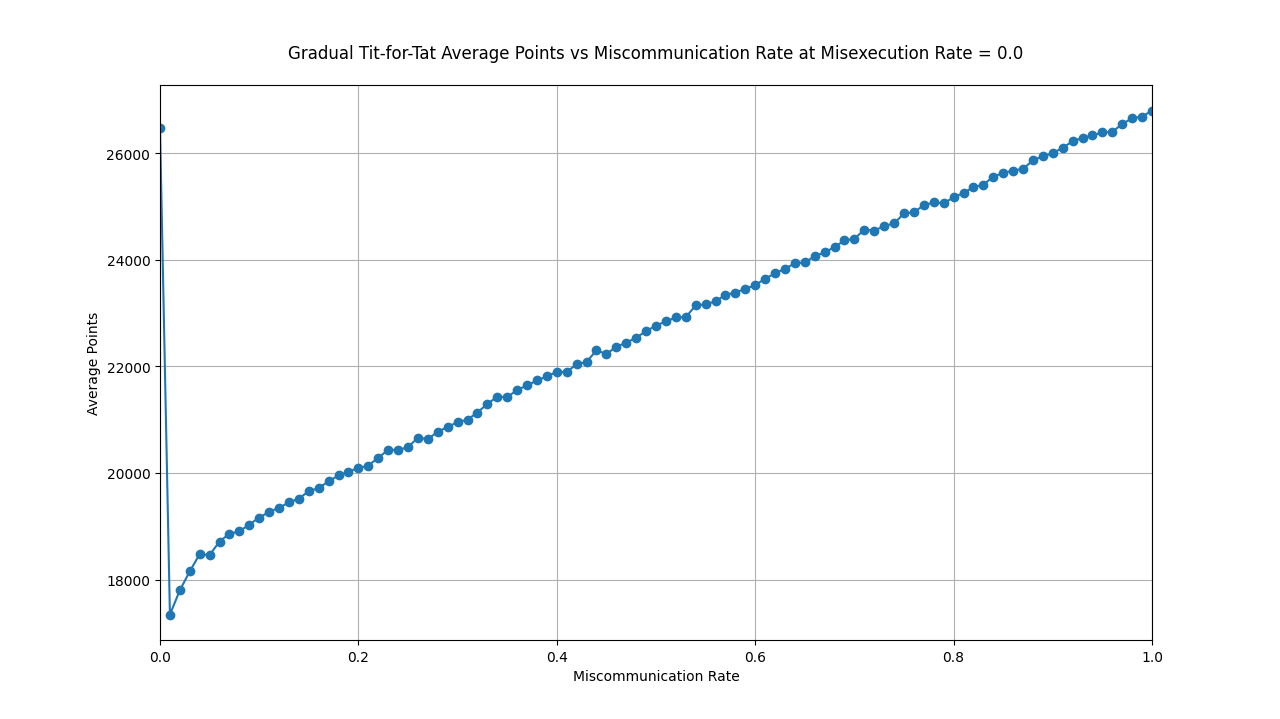 Gradual Tit-for-Tat Average Points vs Miscommunication Rate at Misexecution Rate = 0.0
26000
24000
22000
20000
18000
Average Points
0.0 0.2 0.4 0.6 0.8 1.0
Miscommunication Rate